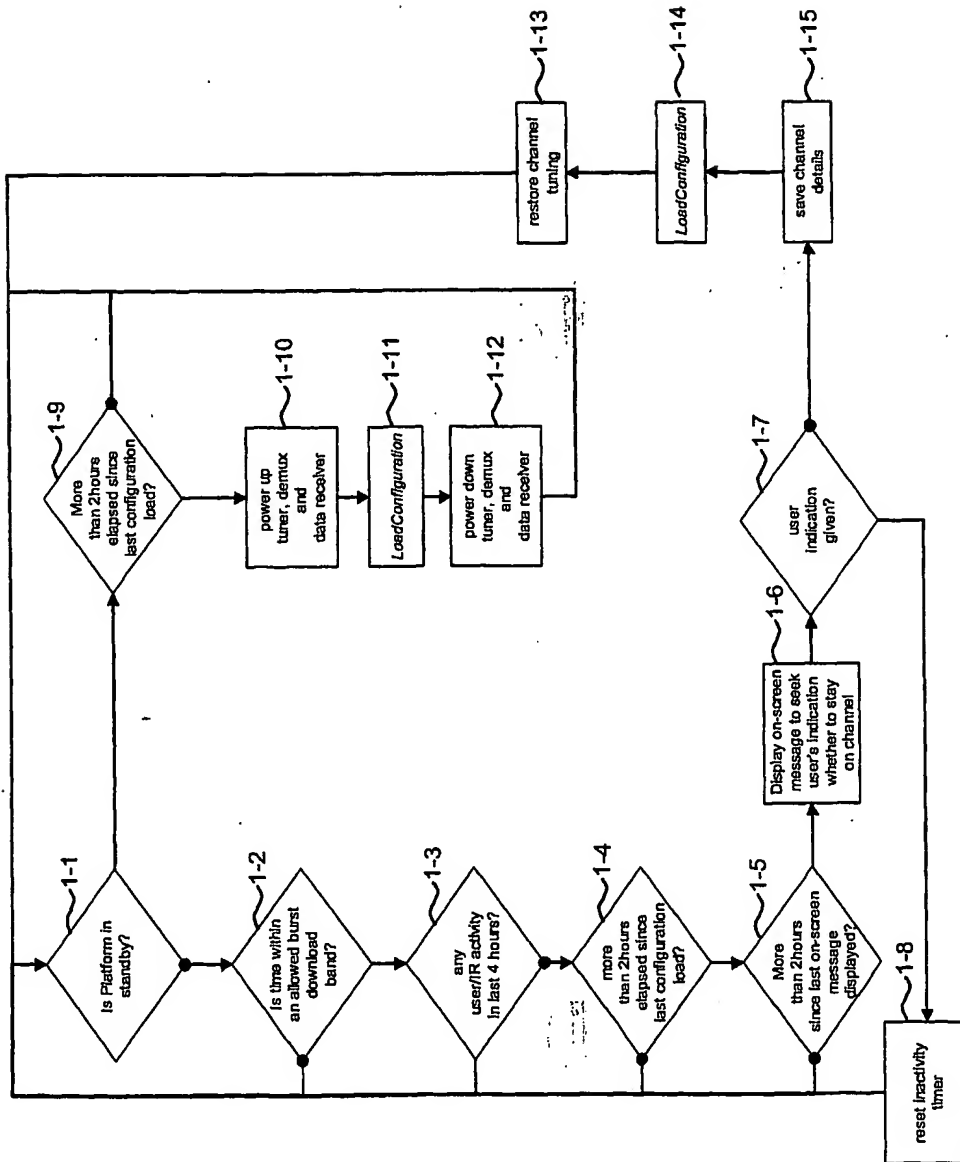 1-1
Is Platform in
standby?
1-2
Is time within
an allowed burst
download
band?
1-3
any
user/IR activity
in last 4 hours?
1-4
more
than 2hours
elapsed since
last configuration
load?
1-5
More
than 2hours
since last on-screen
message
displayed?
1-8
reset inactivity
timer
1-9
More
than 2hours
elapsed since
last configuration
load?
1-10
power up
tuner, demux
and
data receiver
1-11
LoadConfiguration
1-12
power down
tuner, demux
and
data receiver
1-6
Display on-screen
message to seek
user's indication
whether to stay
on channel
1-7
user
indication
given?
1-13
restore channel
tuning
1-14
LoadConfiguration
1-15
save channel
details